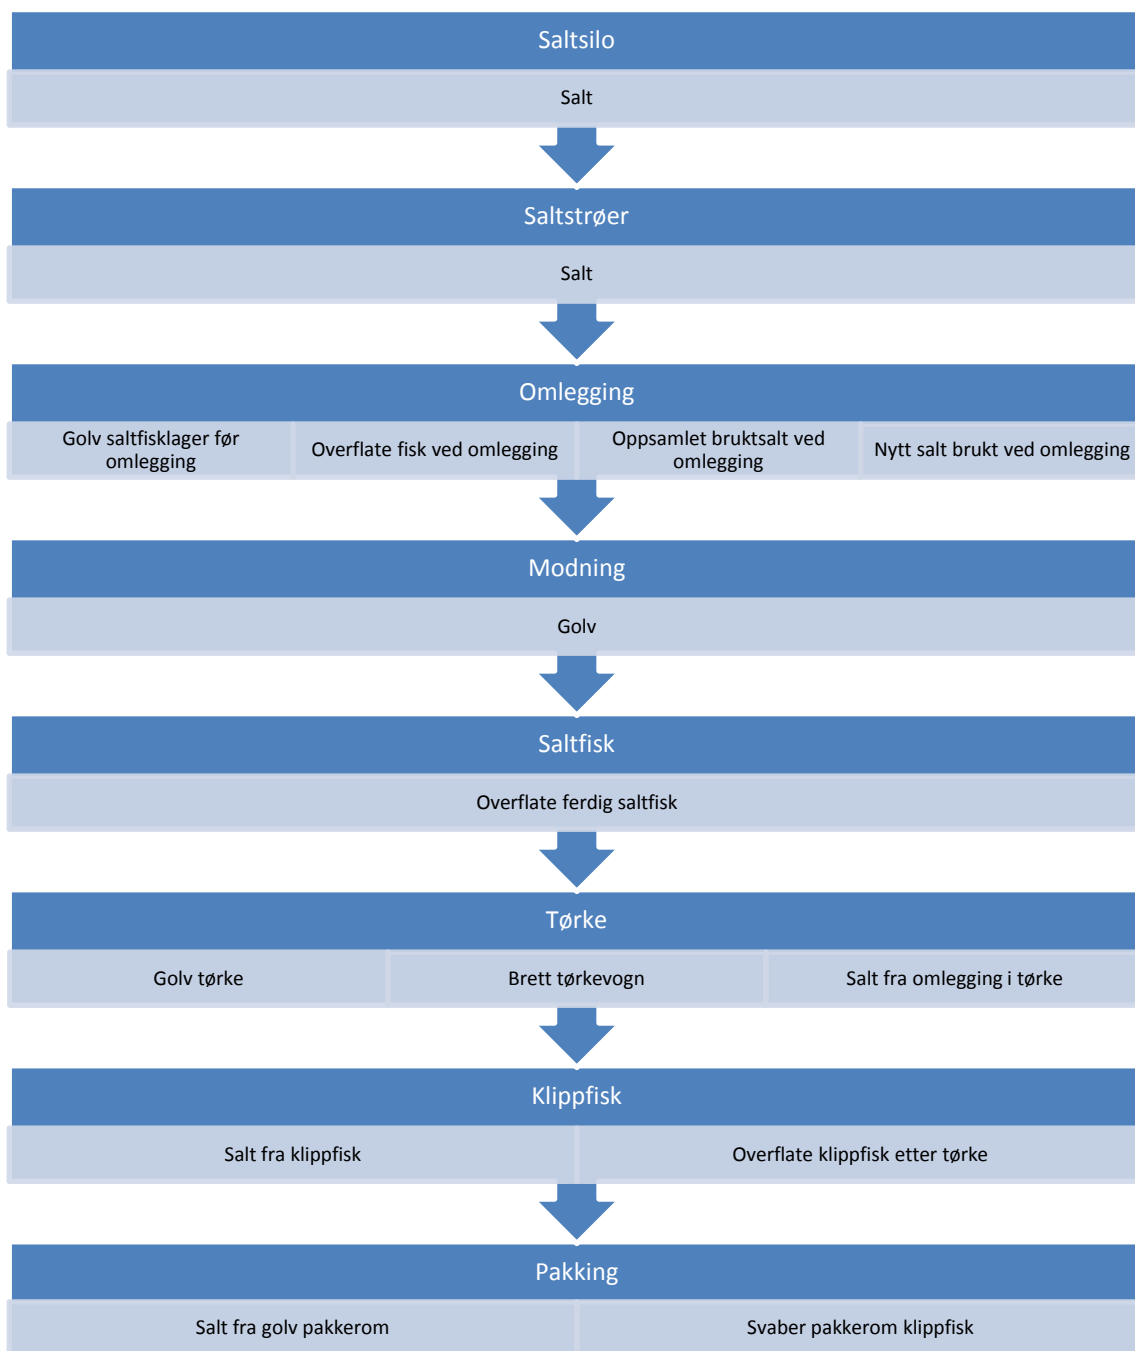 Saltsilo
Salt
Saltstrøer
Salt
Omlegging
Golv saltfisklager før
omlegging
Overflate fisk ved omlegging
Oppsamlet bruktsalt ved
omlegging
Nytt salt brukt ved omlegging
Modning
Golv
Saltfisk
Overflate ferdig saltfisk
Tørke
Golv tørke
Brett tørkevogn
Salt fra omlegging i tørke
Klippfisk
Salt fra klippfisk
Overflate klippfisk etter tørke
Pakking
Salt fra golv pakkerom
Svaber pakkerom klippfisk